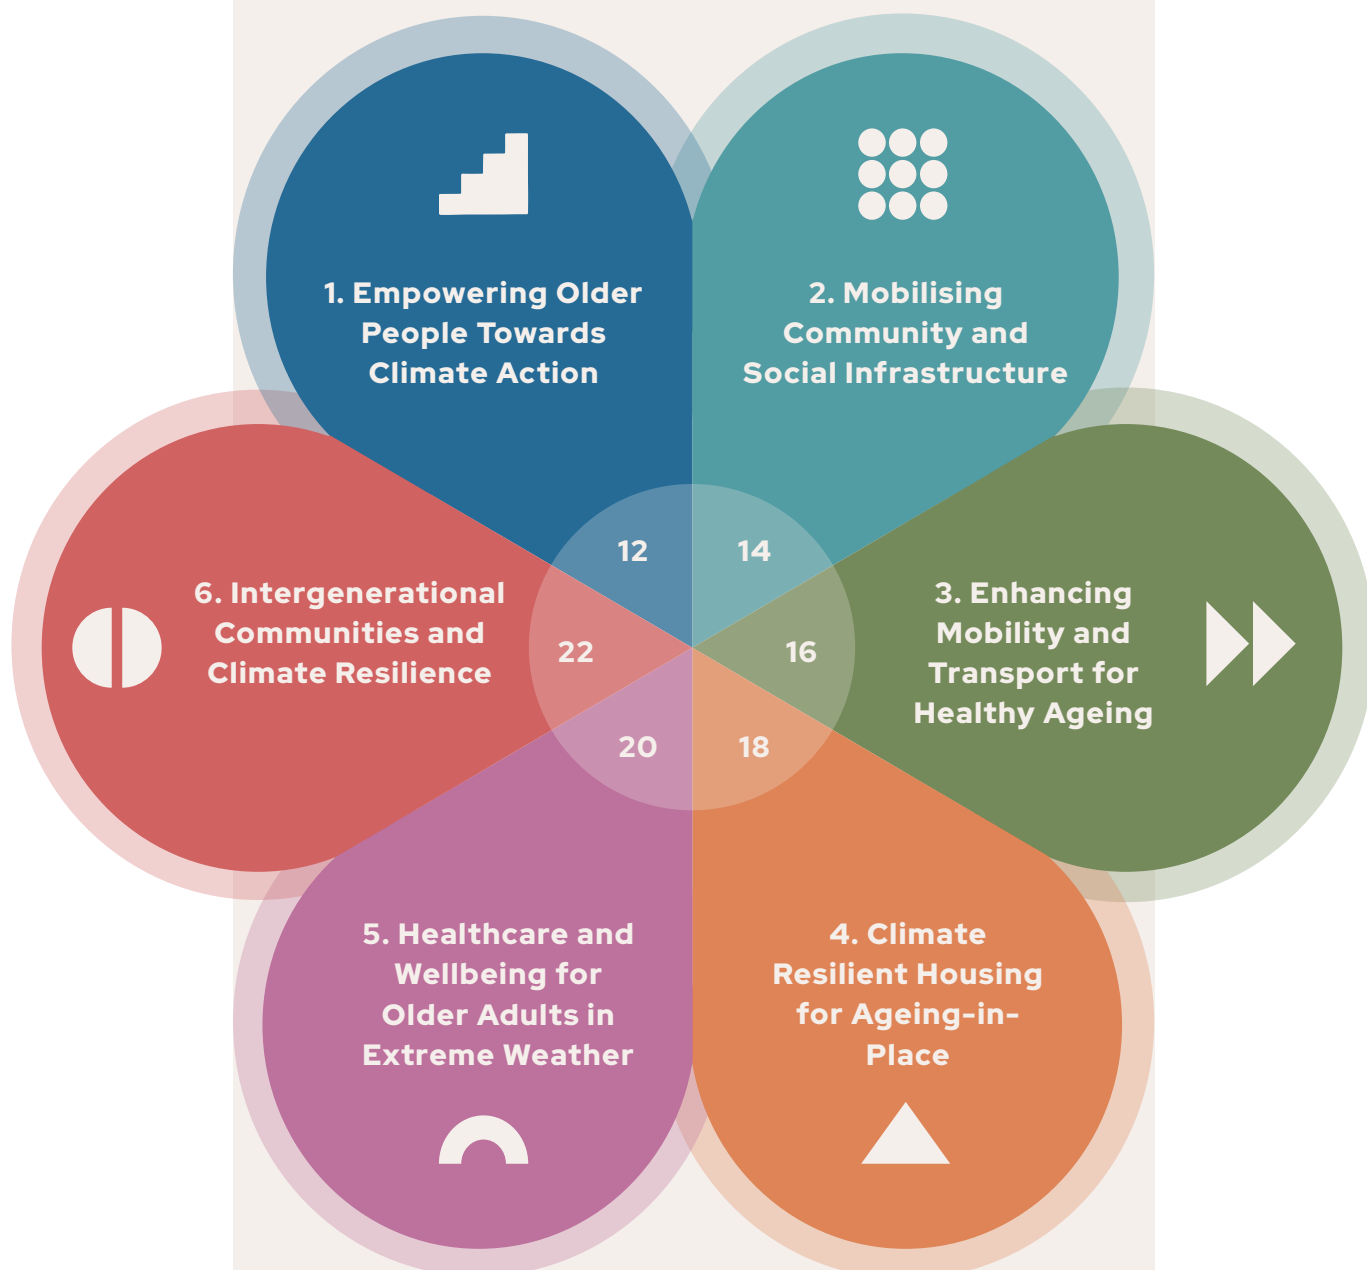 1. Empowering Older
People Towards
Climate Action
2. Mobilising
Community and
Social Infrastructure
3. Enhancing
Mobility and
Transport for
Healthy Ageing
4. Climate
Resilient Housing
for Ageing-in-
Place
5. Healthcare and
Wellbeing for
Older Adults in
Extreme Weather
6. Intergenerational
Communities and
Climate Resilience
12
14
16
18
20
22